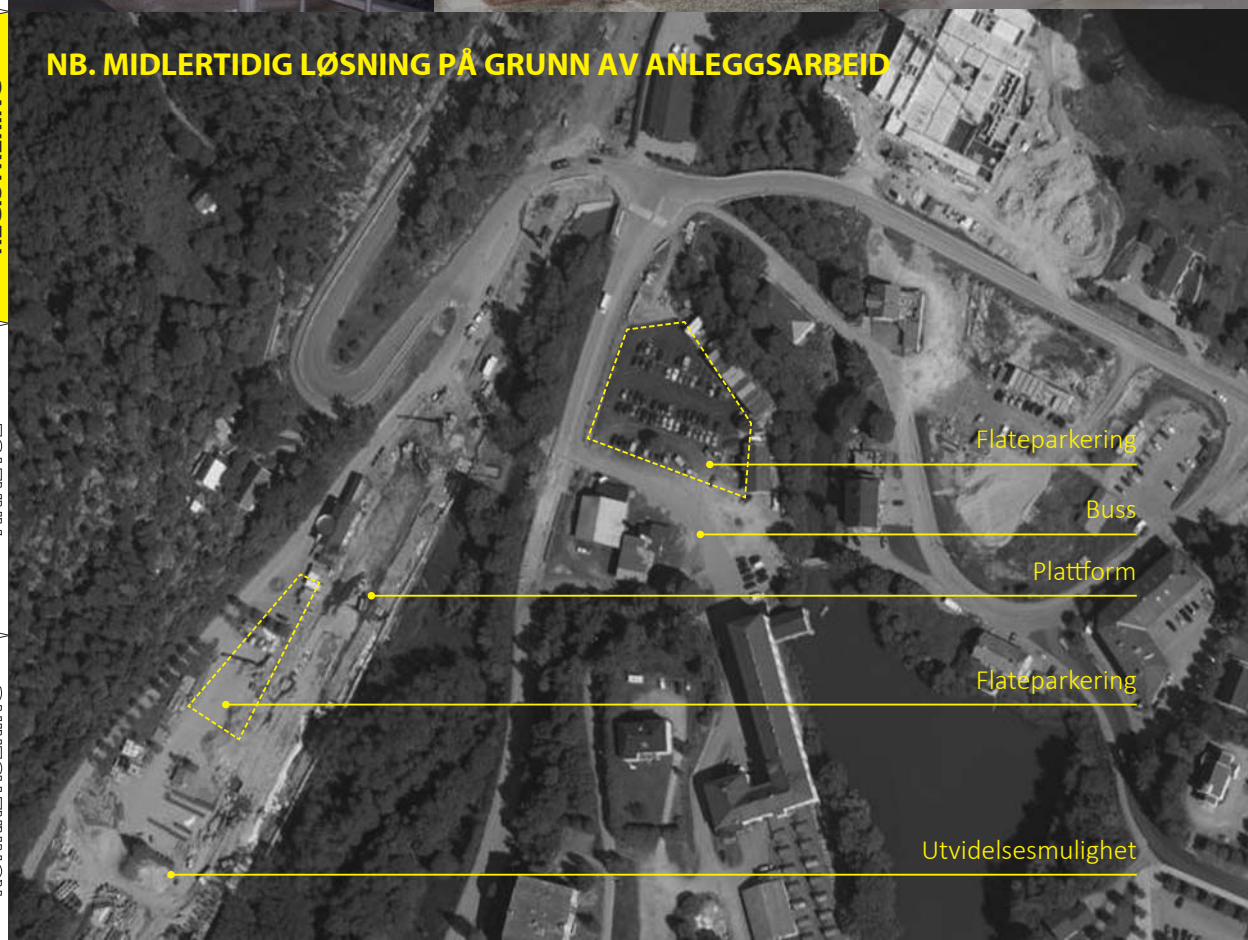 NB. MIDLERTIDIG LØSNING PÅ GRUNN AV ANLEGGSARBEID
Flateparkering
Buss
Plattform
Flateparkering
Utvidelsesmulighet